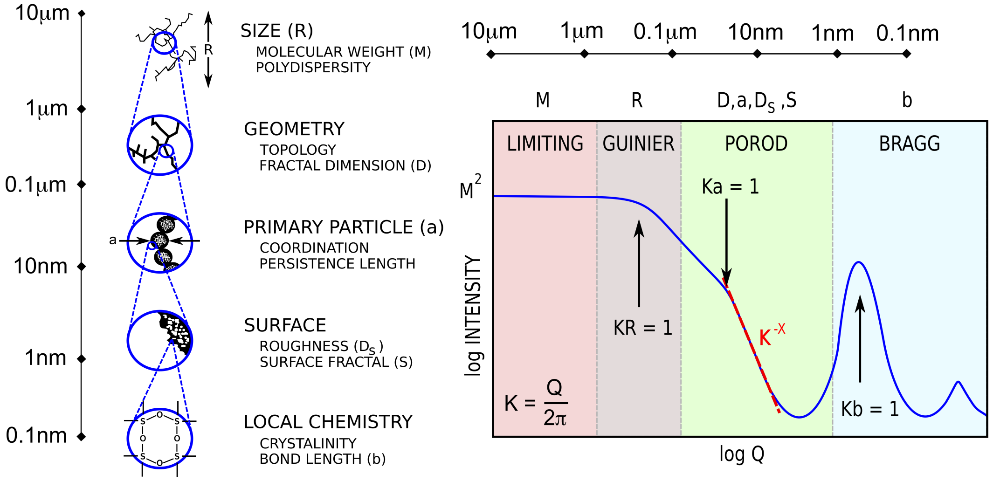 10μm
1μm
0.1μm
10nm
1nm
0.1nm
R
a
S O S
O O
S O S
SIZE (R)
MOLECULAR WEIGHT (M)
POLYDISPERSITY
GEOMETRY
TOPOLOGY
FRACTAL DIMENSION (D)
PRIMARY PARTICLE (a)
COORDINATION
PERSISTENCE LENGTH
SURFACE
ROUGHNESS (DS)
SURFACE FRACTAL (S)
LOCAL CHEMISTRY
CRYSTALINITY
BOND LENGTH (b)
10μm 1μm 0.1μm 10nm 1nm 0.1nm
M R D,a,DS,S b
LIMITING GUINIER POROD BRAGG
M²
Ka = 1
KR = 1
K-X
Kb = 1
K = Q/2π
log INTENSITY
log Q